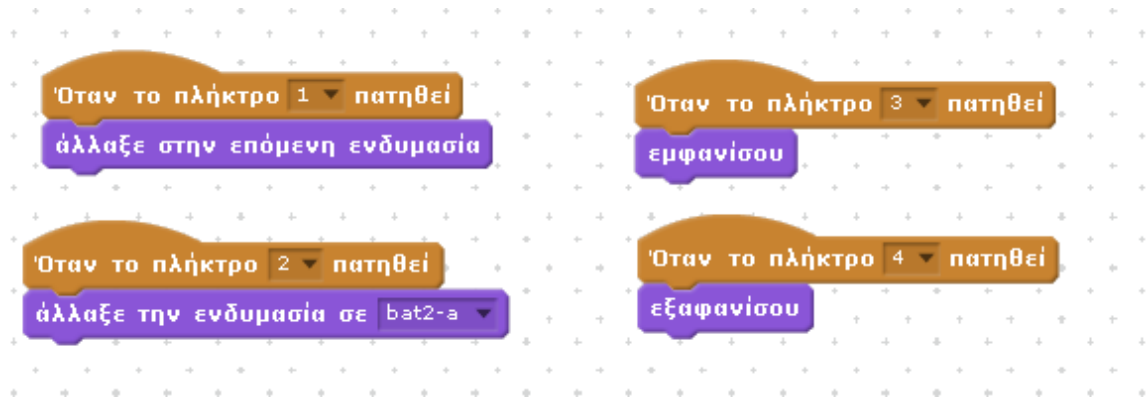 Όταν το πλήκτρο 1 πατηθεί
άλλαξε στην επόμενη ενδυμασία
Όταν το πλήκτρο 2 πατηθεί
άλλαξε την ενδυμασία σε bat2-a
Όταν το πλήκτρο 3 πατηθεί
εμφανίσου
Όταν το πλήκτρο 4 πατηθεί
εξαφανίσου